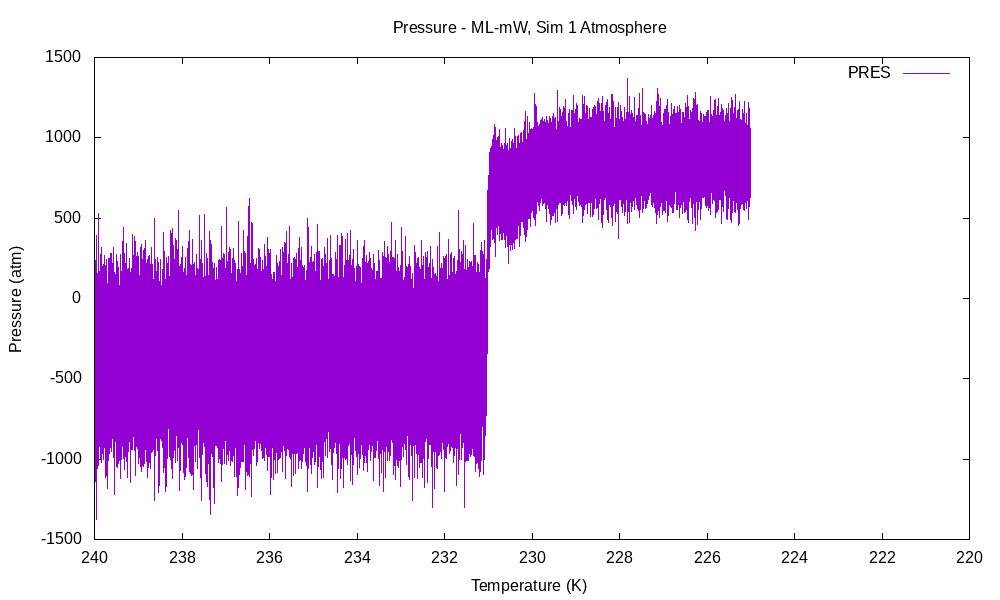 Pressure - ML-mW, Sim 1 Atmosphere
PRES
1500
1000
500
0
-500
-1000
-1500
Pressure (atm)
240 238 236 234 232 230 228 226 224 222 220
Temperature (K)